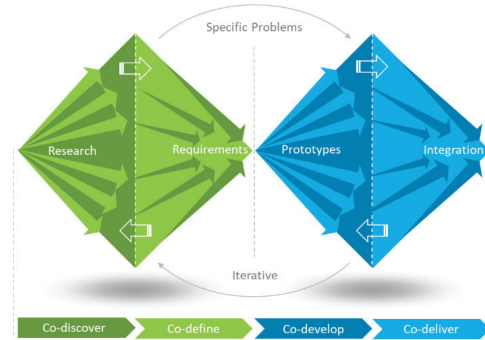 Specific Problems
Research
Requirements
Prototypes
Integration
Iterative
Co-discover
Co-define
Co-develop
Co-deliver